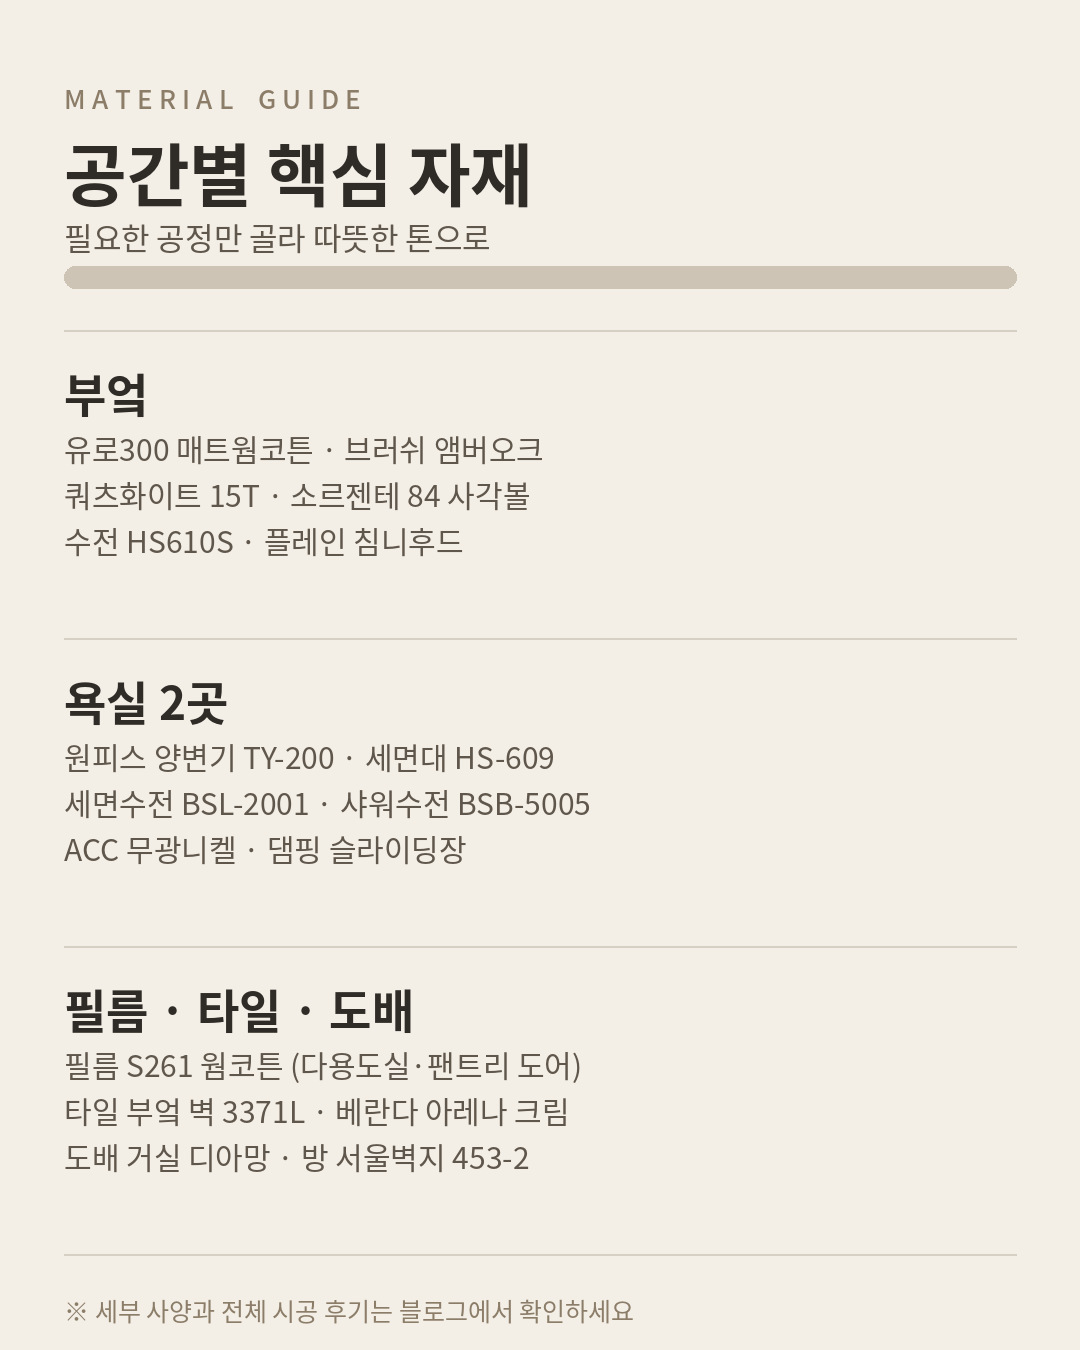 MATERIAL GUIDE
공간별 핵심 자재
필요한 공정만 골라 따뜻한 톤으로
부엌
유로300 매트웜코튼 · 브러쉬 앰버오크
쿼츠화이트 15T · 소르젠테 84 사각볼
수전 HS610S · 플레인 침니후드
욕실 2곳
원피스 양변기 TY-200 · 세면대 HS-609
세면수전 BSL-2001 · 샤워수전 BSB-5005
ACC 무광니켈 · 댐핑 슬라이딩장
필름 · 타일 · 도배
필름 S261 웜코튼 (다용도실·팬트리 도어)
타일 부엌 벽 3371L · 베란다 아레나 크림
도배 거실 디아망 · 방 서울벽지 453-2
※ 세부 사양과 전체 시공 후기는 블로그에서 확인하세요